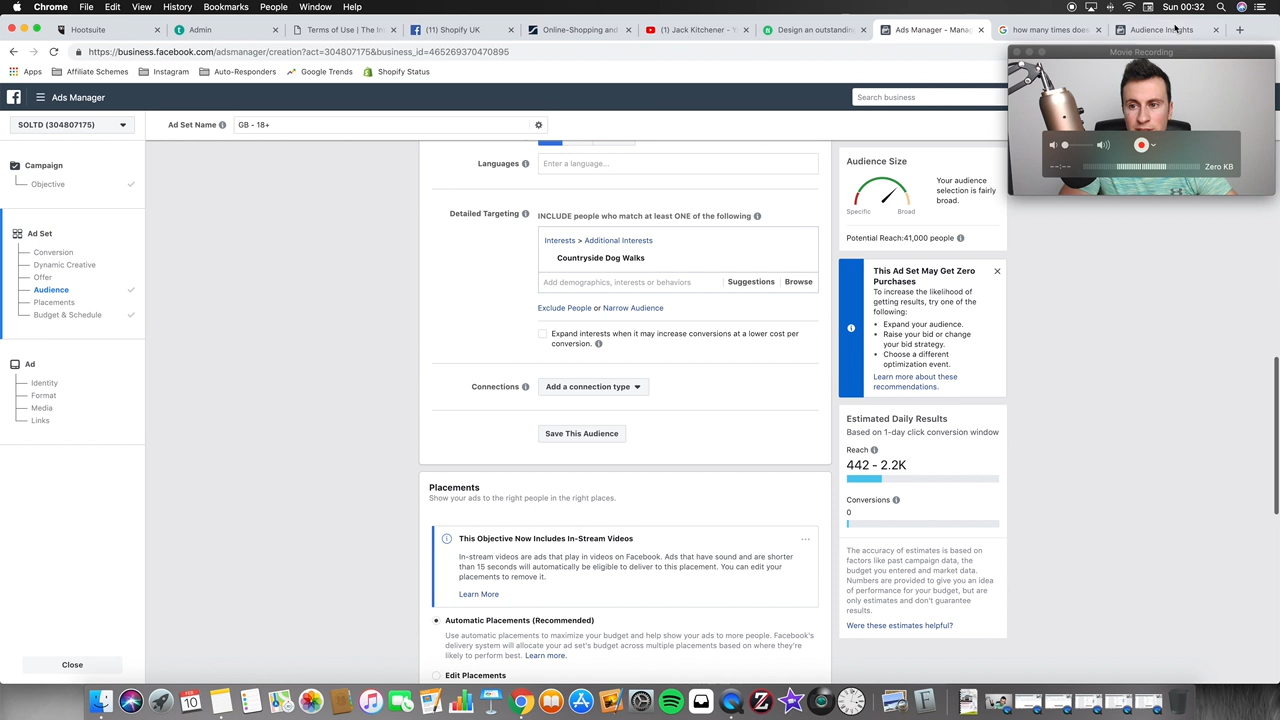 Chrome File Edit View History Bookmarks People Window Help Sun 00:32
Hootsuite
Admin
Terms of Use | The Int
(3) Shopify UK
Online-Shopping and
(1) Jack Kitchener - Y
Design an outstandin
Ads Manager - Manag
how many times does
Audience Insights
https://business.facebook.com/adsmanager/creation?act=304807175&business_id=465269370470895
Apps Affiliate Schemes Instagram Auto-Responders Google Trends Shopify Status
Movie Recording
--:-- Zero KB
Ads Manager
Search business
SOLTD (304807175)
Ad Set Name
GB - 18+
Campaign
Objective
Ad Set
Conversion
Dynamic Creative
Offer
Audience
Placements
Budget & Schedule
Ad
Identity
Format
Media
Links
Close
Languages
Enter a language...
Detailed Targeting
INCLUDE people who match at least ONE of the following
Interests > Additional Interests
Countryside Dog Walks
Add demographics, interests or behaviors
Suggestions
Browse
Exclude People or Narrow Audience
Expand interests when it may increase conversions at a lower cost per
conversion.
Connections
Add a connection type
Save This Audience
Placements
Show your ads to the right people in the right places.
This Objective Now Includes In-Stream Videos
In-stream videos are ads that play in videos on Facebook. Ads that have sound and are shorter
than 15 seconds will automatically be eligible to deliver to this placement. You can edit your
placements to remove it.
Learn More
Automatic Placements (Recommended)
Use automatic placements to maximize your budget and help show your ads to more people. Facebook's
delivery system will allocate your ad set's budget across multiple placements based on where they're
likely to perform best. Learn more.
Edit Placements
Audience Size
Your audience
selection is fairly
broad.
Specific
Broad
Potential Reach:41,000 people
This Ad Set May Get Zero
Purchases
To increase the likelihood of
getting results, try one of the
following:
• Expand your audience.
• Raise your bid or change
your bid strategy.
• Choose a different
optimization event.
Learn more about these
recommendations.
Estimated Daily Results
Based on 1-day click conversion window
Reach
442 - 2.2K
Conversions
0
The accuracy of estimates is based on
factors like past campaign data, the
budget you entered and market data.
Numbers are provided to give you an idea
of performance for your budget, but are
only estimates and don't guarantee
results.
Were these estimates helpful?
FEB
10